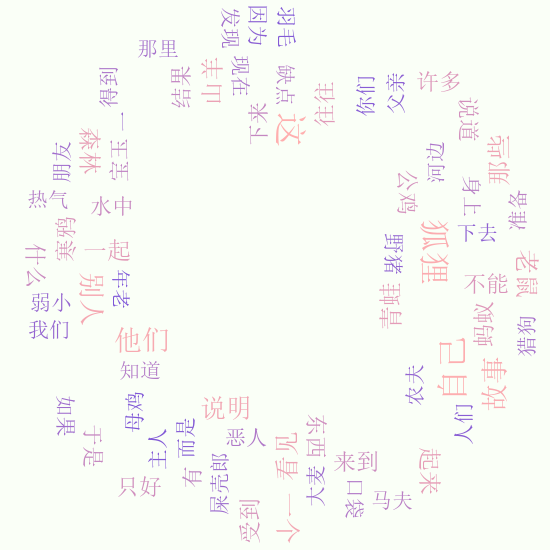 羽毛
因为
发现
那里
结果
羊
山
现在
缺点
往往
你们
父亲
许多
得到
下来
这
说道
森林
一
宝玉
朋友
那时
河边
公鸡
身上
准备
热气
水中
寒鸦
一起
什么
年老
别人
野猪
狐狸
下去
老鼠
不能
弱小
我们
青蛙
蚂蚁
猎狗
他们
自己
故事
知道
农夫
如果
母鸡
说明
人们
于是
主人
而是
恶人
看见
东西
只好
有
屎壳郎
大麦
来到
口袋
马夫
起来
受到
一个